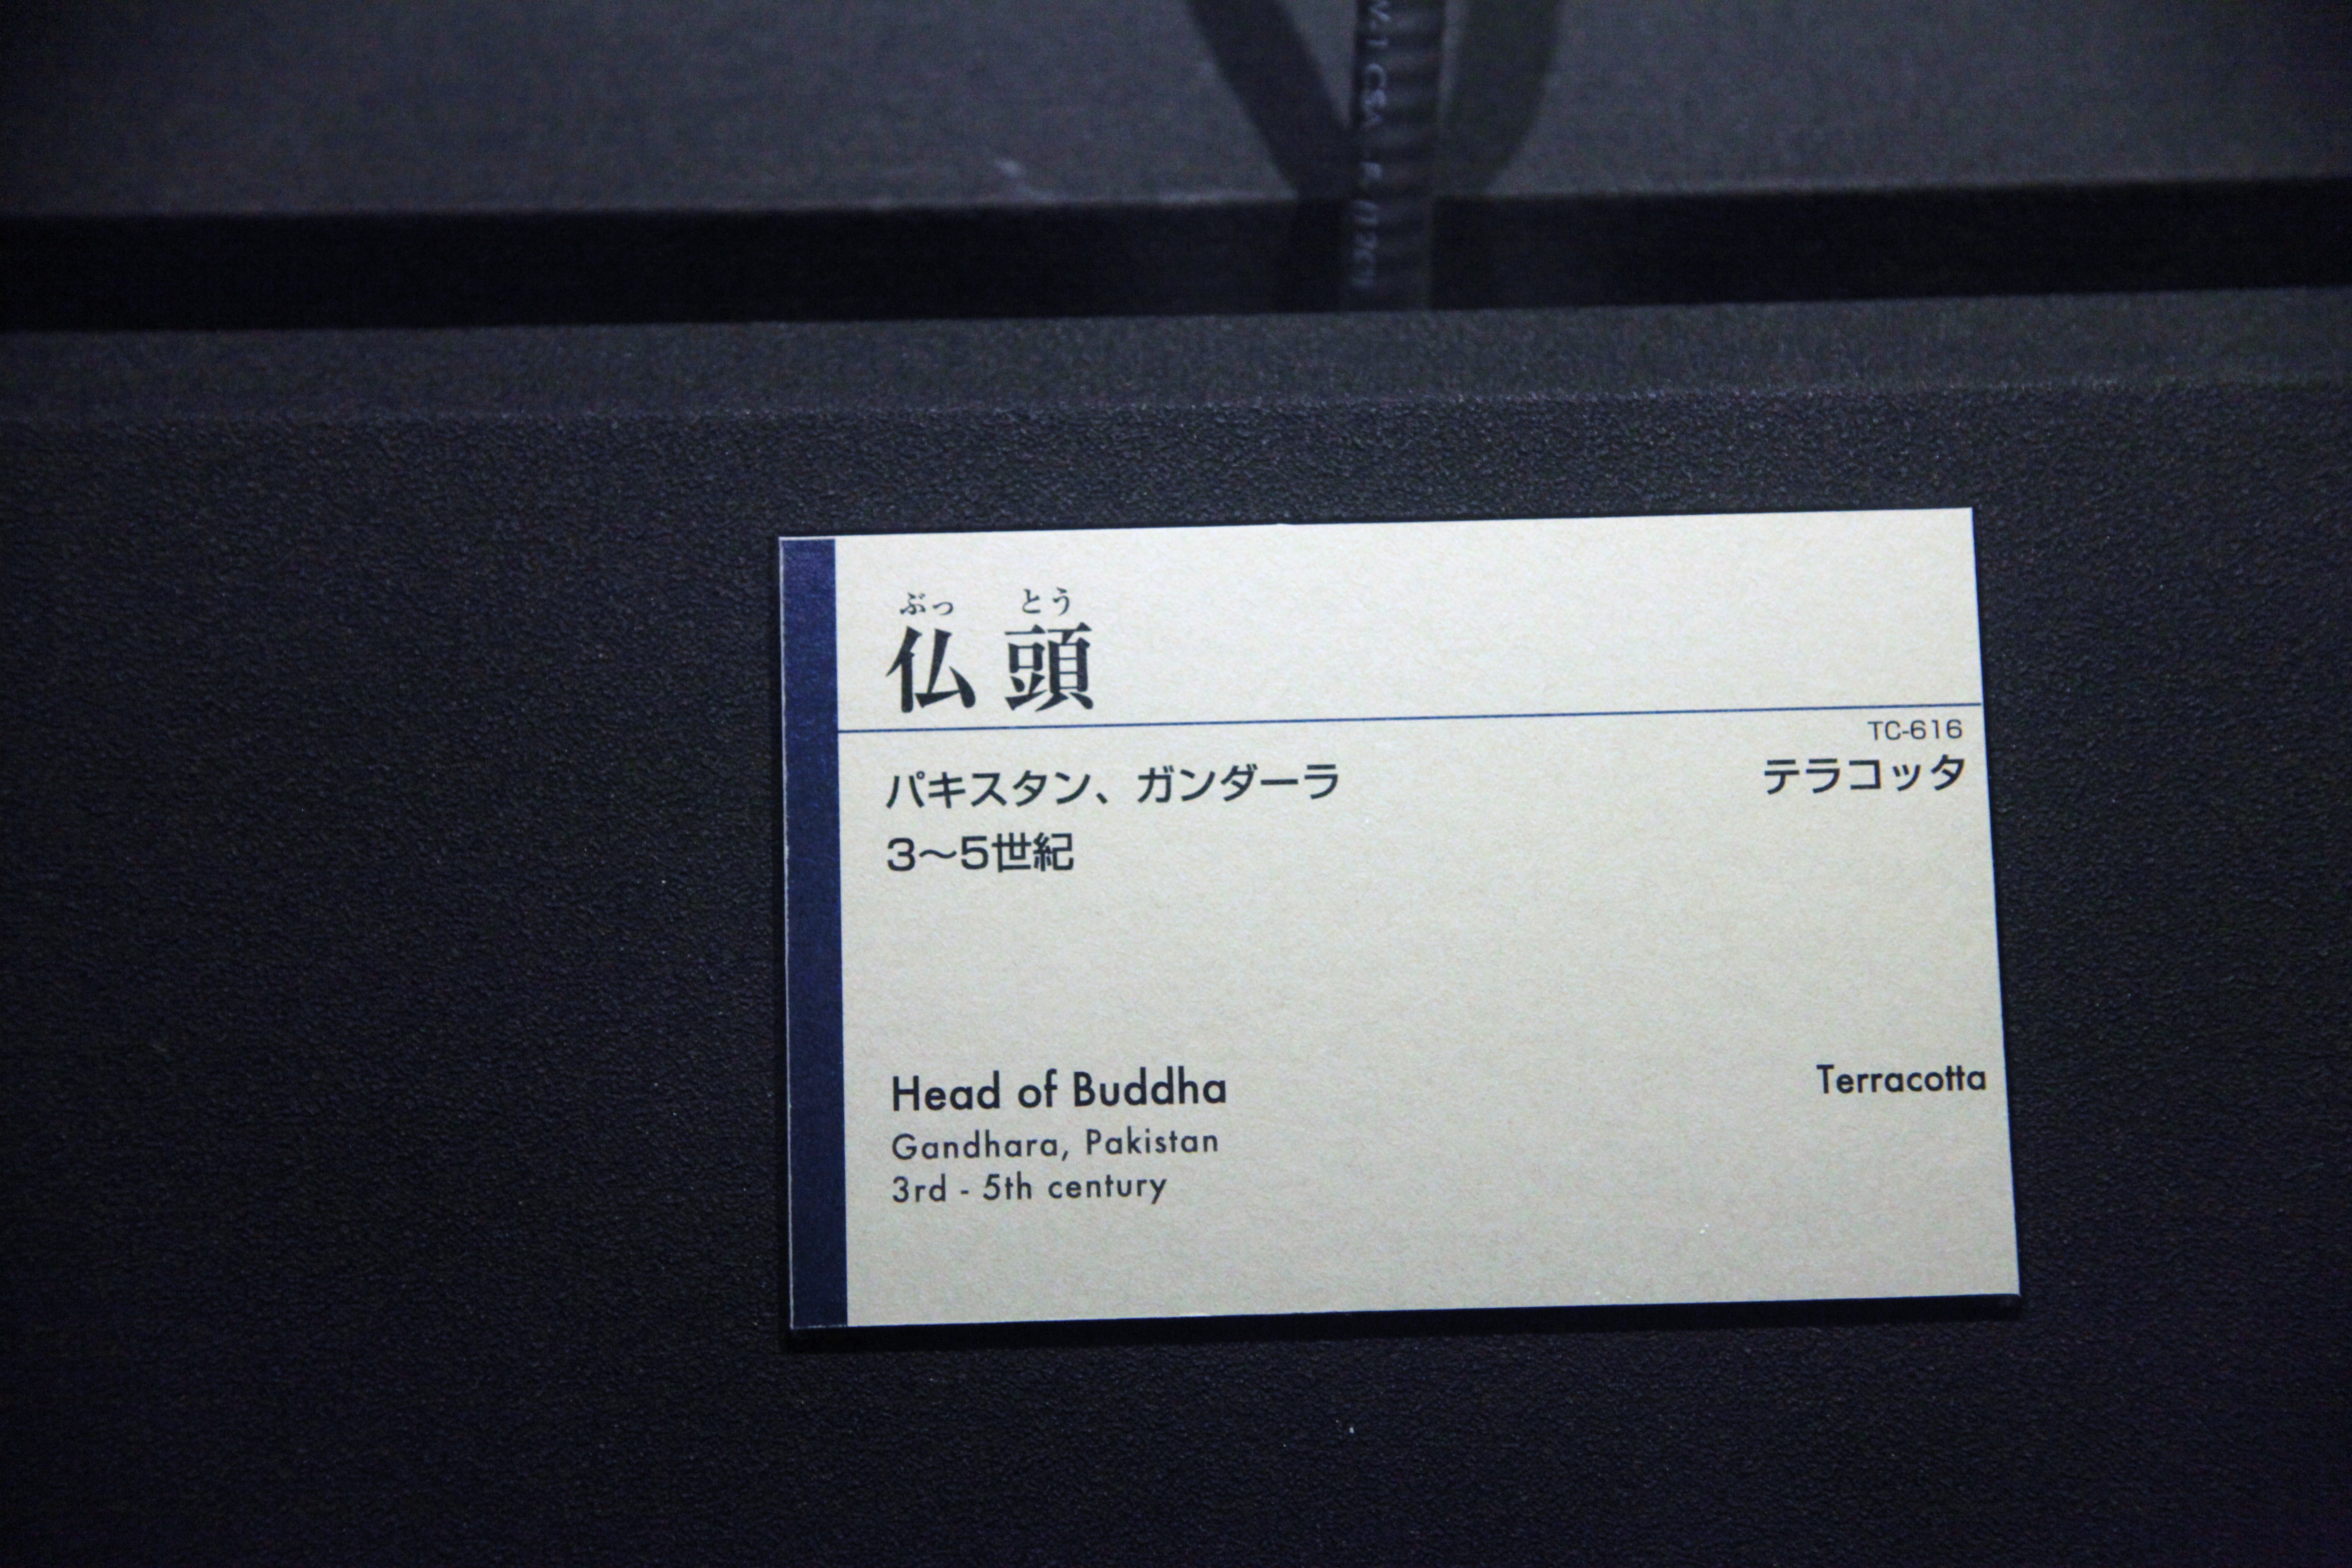 ぶっ とう
仏頭
TC-616
パキスタン、ガンダーラ テラコッタ
3〜5世紀
Head of Buddha Terracotta
Gandhara, Pakistan
3rd - 5th century